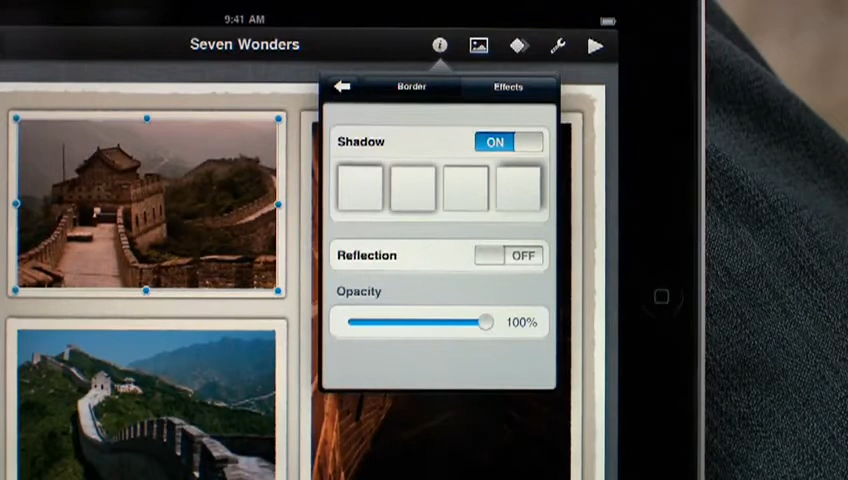 9:41 AM
Seven Wonders
Border Effects
Shadow ON
Reflection OFF
Opacity
100%